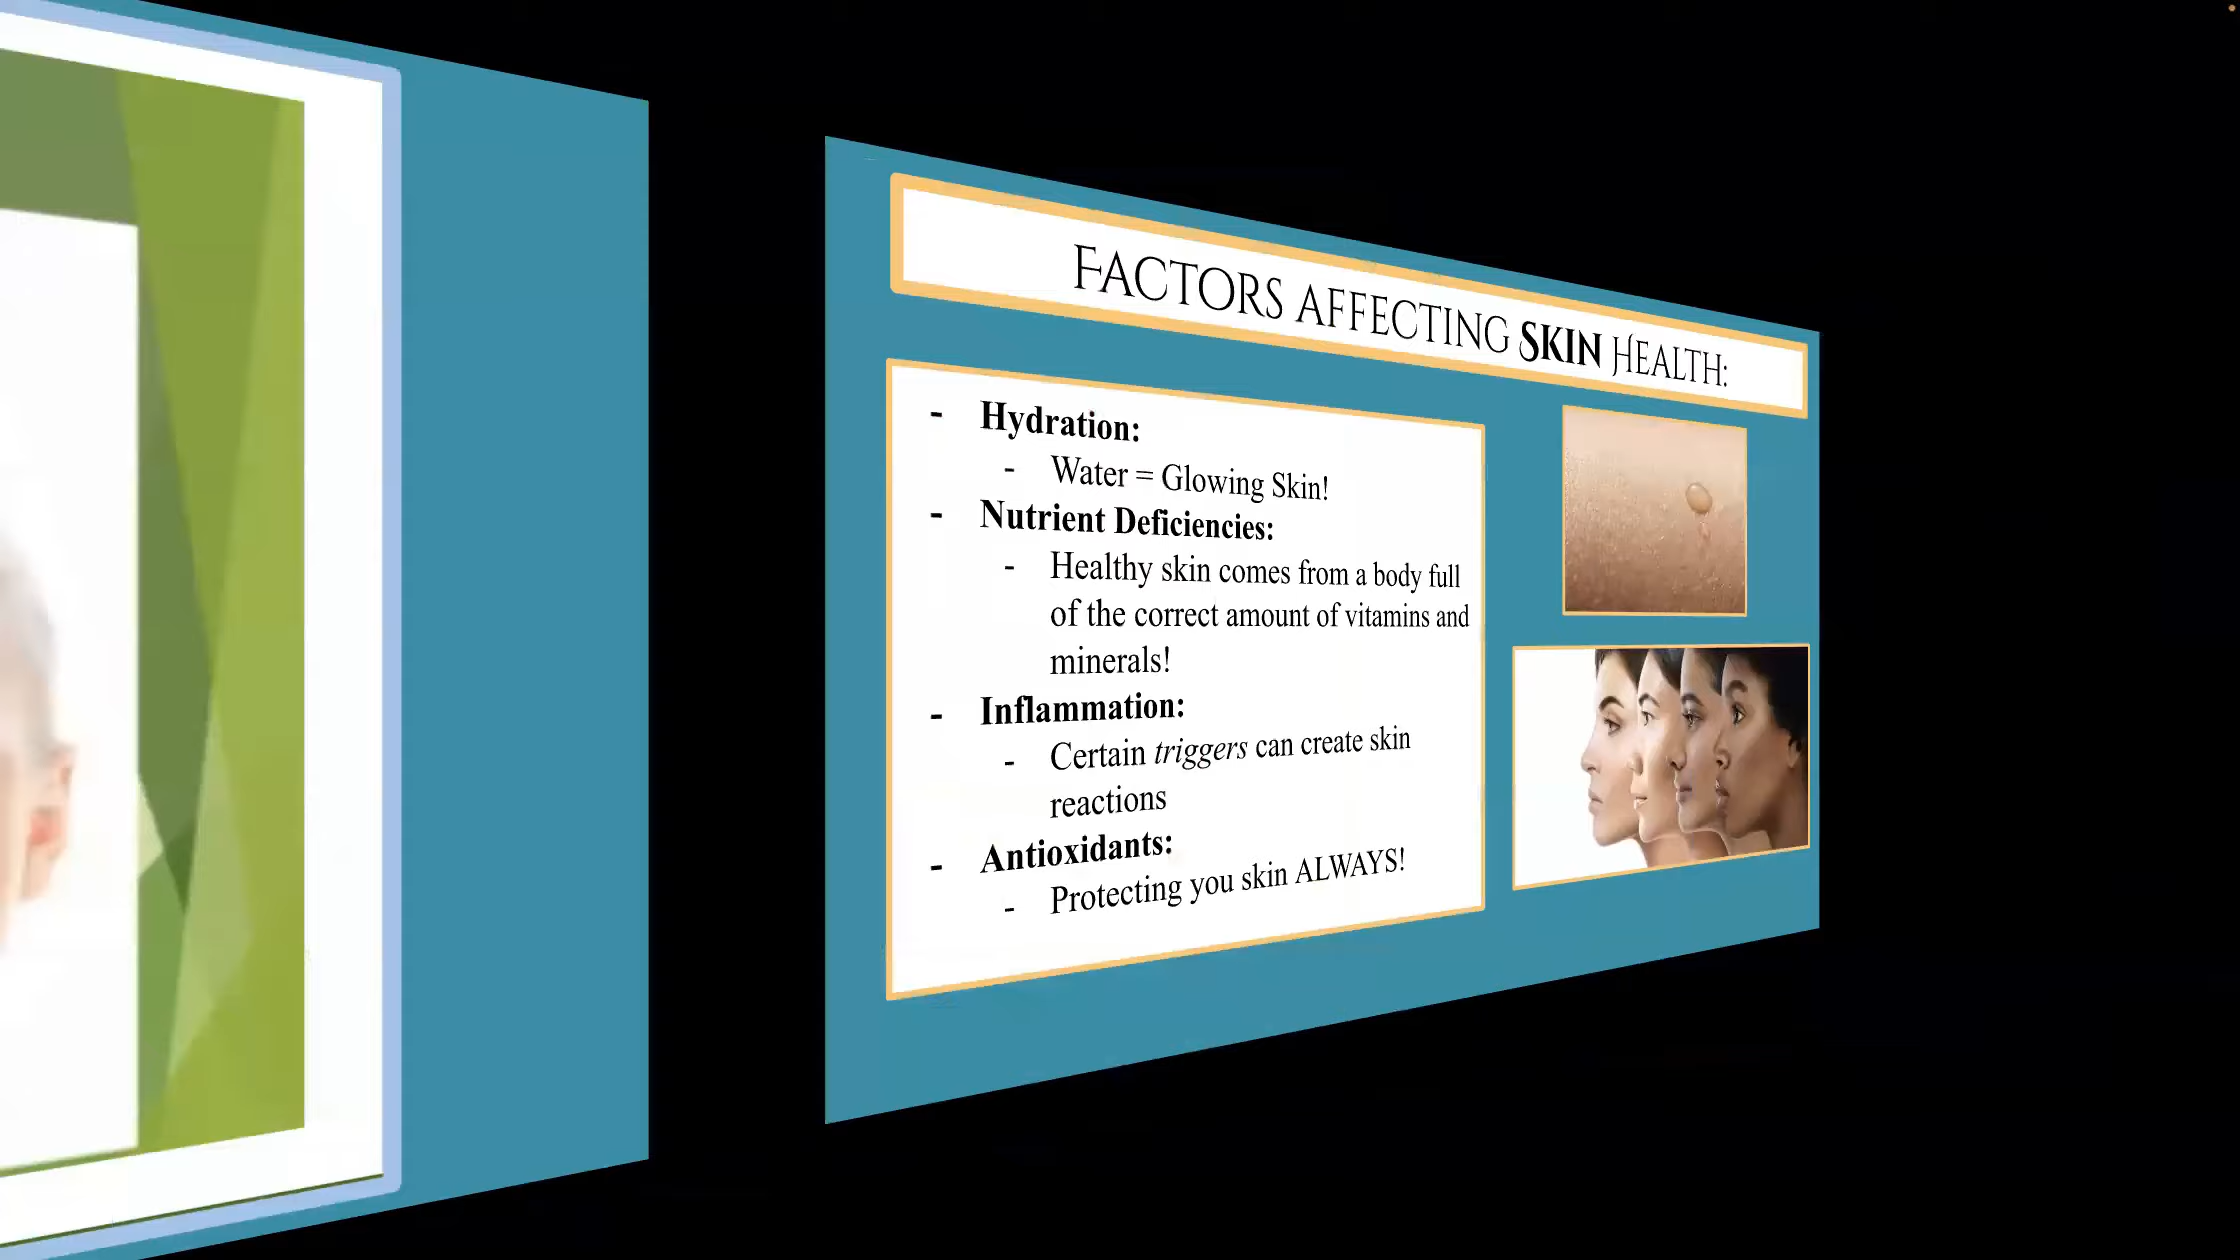 FACTORS AFFECTING SKIN HEALTH:
- Hydration:
- Water = Glowing Skin!
- Nutrient Deficiencies:
- Healthy skin comes from a body full
of the correct amount of vitamins and
minerals!
- Inflammation:
- Certain triggers can create skin
reactions
- Antioxidants:
- Protecting you skin ALWAYS!